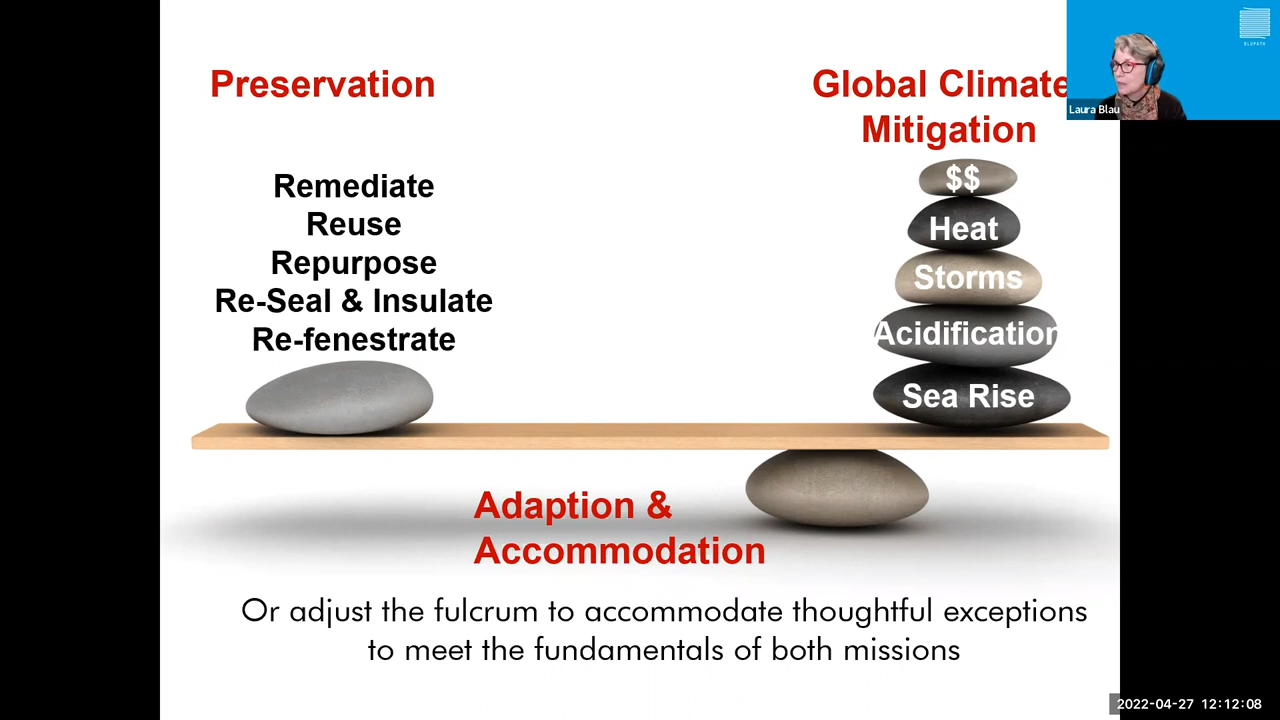 Preservation
Remediate
Reuse
Repurpose
Re-Seal & Insulate
Re-fenestrate
Global Climate
Mitigation
$$
Heat
Storms
Acidification
Sea Rise
Adaption &
Accommodation
Or adjust the fulcrum to accommodate thoughtful exceptions
to meet the fundamentals of both missions
Laura Blau
BLUPATH
2022-04-27 12:12:08